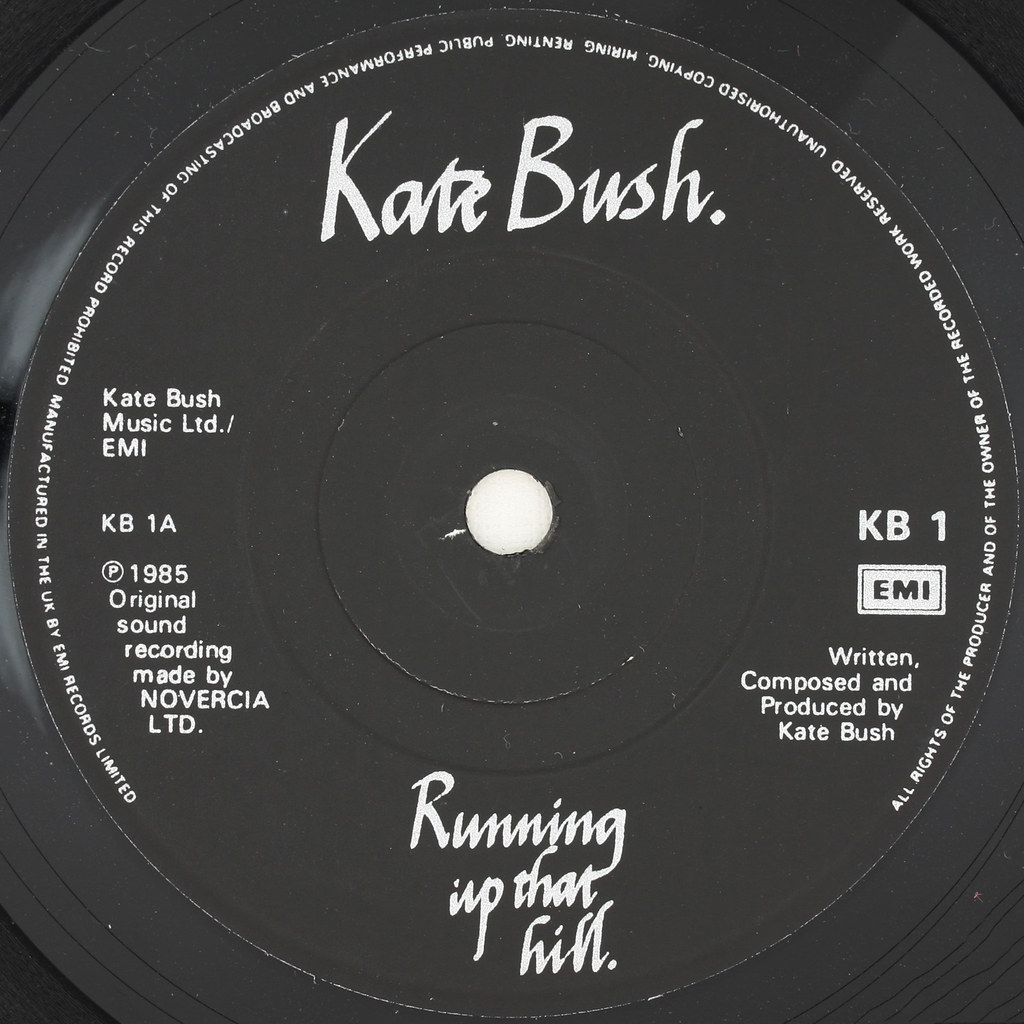 ALL RIGHTS OF THE PRODUCER AND OF THE OWNER OF THE RECORDED WORK RESERVED UNAUTHORISED COPYING, HIRING RENTING, PUBLIC PERFORMANCE AND BROADCASTING OF THIS RECORD PROHIBITED MANUFACTURED IN THE UK BY EMI RECORDS LIMITED
Kate Bush.
Kate Bush
Music Ltd./
EMI
KB 1A
℗ 1985
Original
sound
recording
made by
NOVERCIA
LTD.
KB 1
EMI
Written,
Composed and
Produced by
Kate Bush
Running
up that
hill.